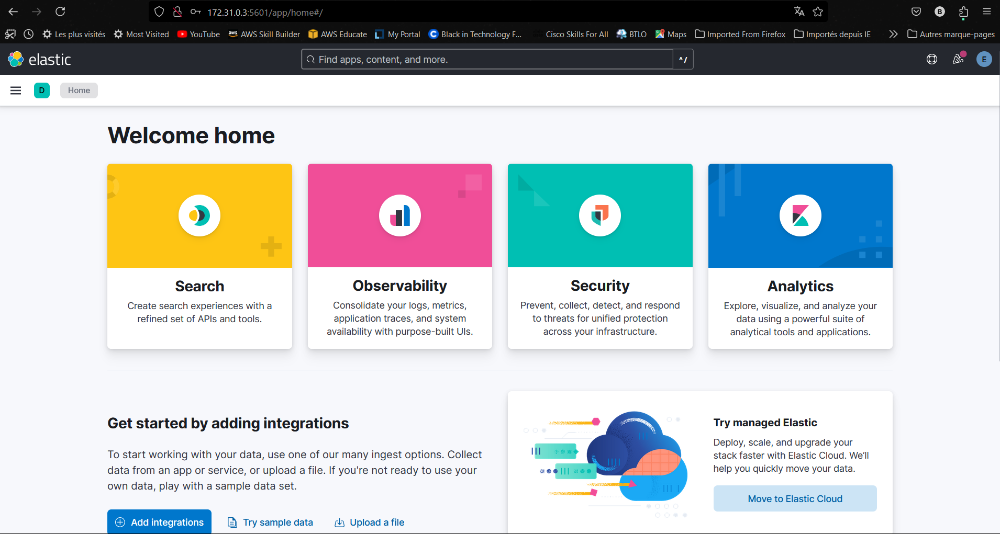 172.31.0.3:5601/app/home#/
B
Les plus visités
Most Visited
YouTube
aws
AWS Skill Builder
AWS Educate
My Portal
Black in Technology F...
Cisco Skills For All
BTLO
Maps
Imported From Firefox
Importés depuis IE
Autres marque-pages
elastic
Find apps, content, and more.
^/
E
D
Home
Welcome home
Search
Create search experiences with a
refined set of APIs and tools.
Observability
Consolidate your logs, metrics,
application traces, and system
availability with purpose-built UIs.
Security
Prevent, collect, detect, and respond
to threats for unified protection
across your infrastructure.
Analytics
Explore, visualize, and analyze your
data using a powerful suite of
analytical tools and applications.
Get started by adding integrations
To start working with your data, use one of our many ingest options. Collect
data from an app or service, or upload a file. If you're not ready to use your
own data, play with a sample data set.
Add integrations
Try sample data
Upload a file
Try managed Elastic
Deploy, scale, and upgrade your
stack faster with Elastic Cloud. We’ll
help you quickly move your data.
Move to Elastic Cloud